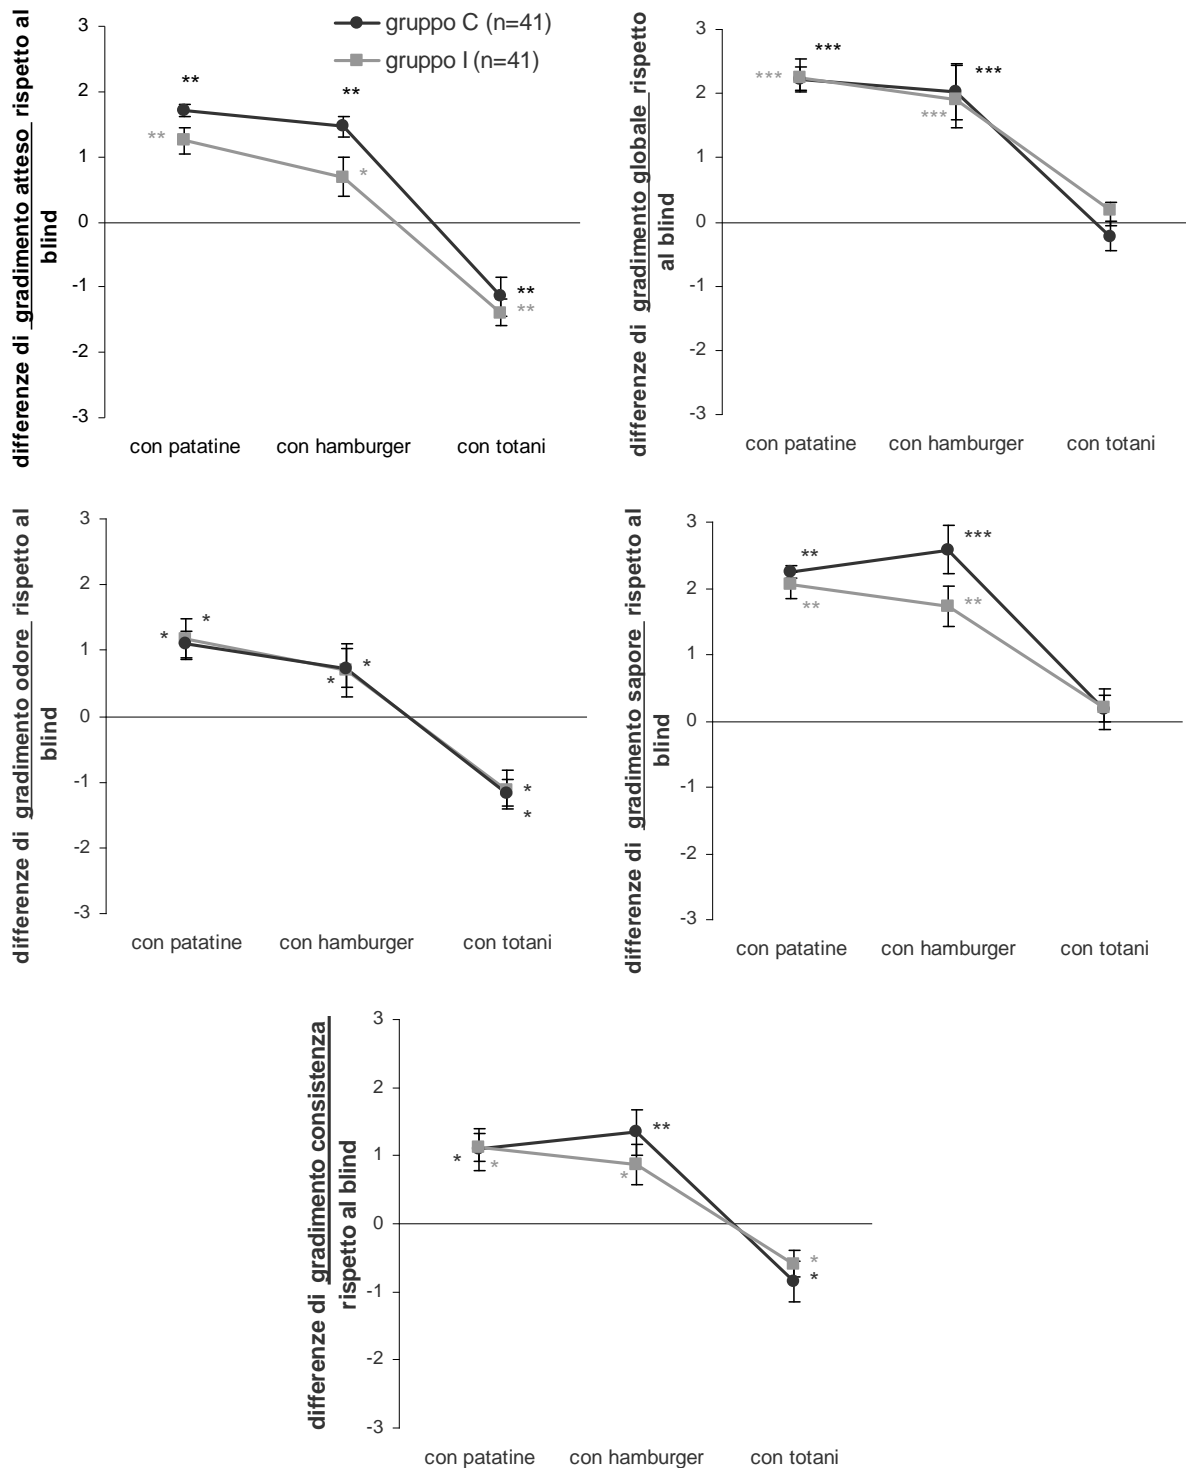 gruppo C (n=41)
gruppo I (n=41)
differenze di gradimento atteso rispetto al
blind
3
2
1
0
-1
-2
-3
**
**
**
*
**
**
con patatine
con hamburger
con totani
differenze di gradimento globale rispetto
al blind
3
2
1
0
-1
-2
-3
***
***
***
***
con patatine
con hamburger
con totani
differenze di gradimento odore rispetto al
blind
3
2
1
0
-1
-2
-3
*
*
*
*
*
*
con patatine
con hamburger
con totani
differenze di gradimento sapore rispetto al
blind
3
2
1
0
-1
-2
-3
**
***
**
**
con patatine
con hamburger
con totani
differenze di gradimento consistenza
rispetto al blind
3
2
1
0
-1
-2
-3
*
*
**
*
*
*
con patatine
con hamburger
con totani